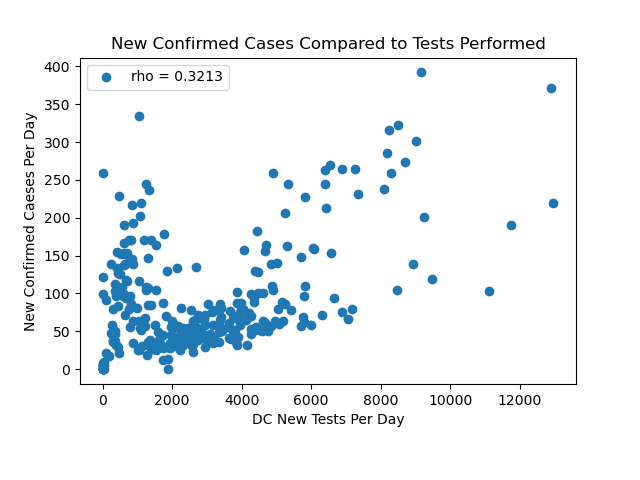 New Confirmed Cases Compared to Tests Performed
rho = 0.3213
400
350
300
250
200
150
100
50
0
New Confirmed Caeses Per Day
0 2000 4000 6000 8000 10000 12000
DC New Tests Per Day